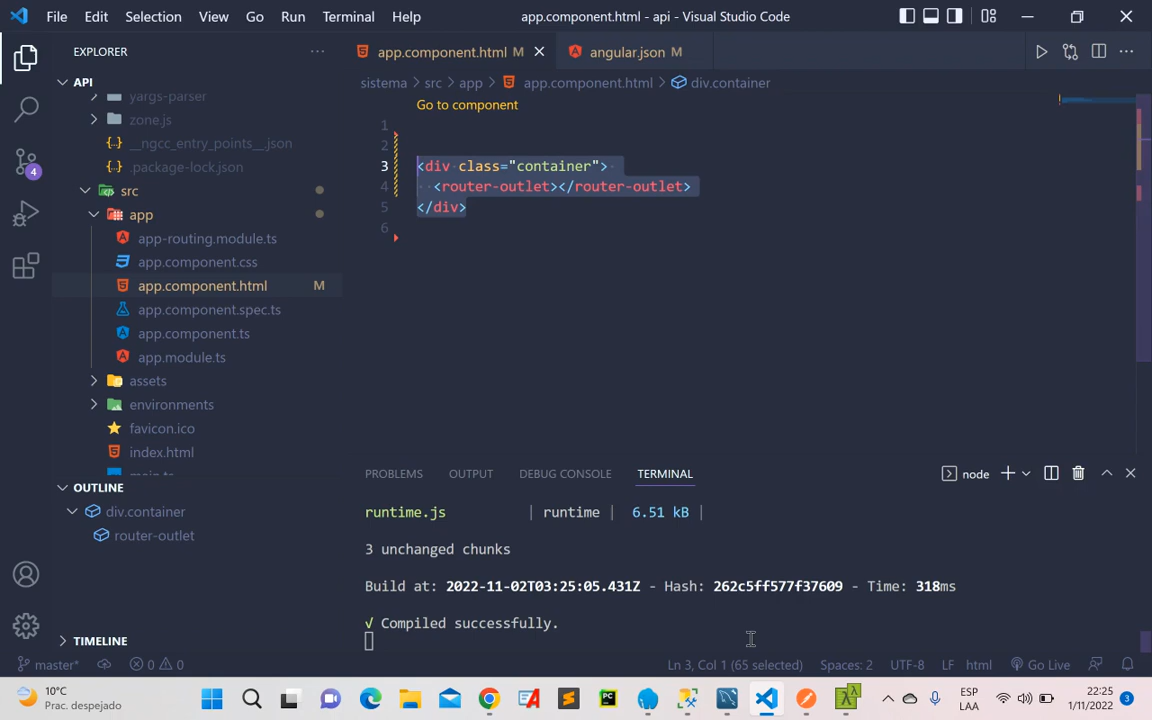 File Edit Selection View Go Run Terminal Help app.component.html - api - Visual Studio Code
EXPLORER
API
yargs-parser
zone.js
__ngcc_entry_points__.json
.package-lock.json
src
app
app-routing.module.ts
app.component.css
app.component.html M
app.component.spec.ts
app.component.ts
app.module.ts
assets
environments
favicon.ico
index.html
OUTLINE
div.container
router-outlet
TIMELINE
app.component.html M
angular.json M
sistema > src > app > app.component.html > div.container
Go to component
1
2
3 <div class="container">
4 <router-outlet></router-outlet>
5 </div>
6
PROBLEMS OUTPUT DEBUG CONSOLE TERMINAL
node
runtime.js | runtime | 6.51 kB |
3 unchanged chunks
Build at: 2022-11-02T03:25:05.431Z - Hash: 262c5ff577f37609 - Time: 318ms
√ Compiled successfully.
4
master* 0 0 Ln 3, Col 1 (65 selected) Spaces: 2 UTF-8 LF html Go Live
10°C
Prac. despejado
ESP
LAA
22:25
1/11/2022
3